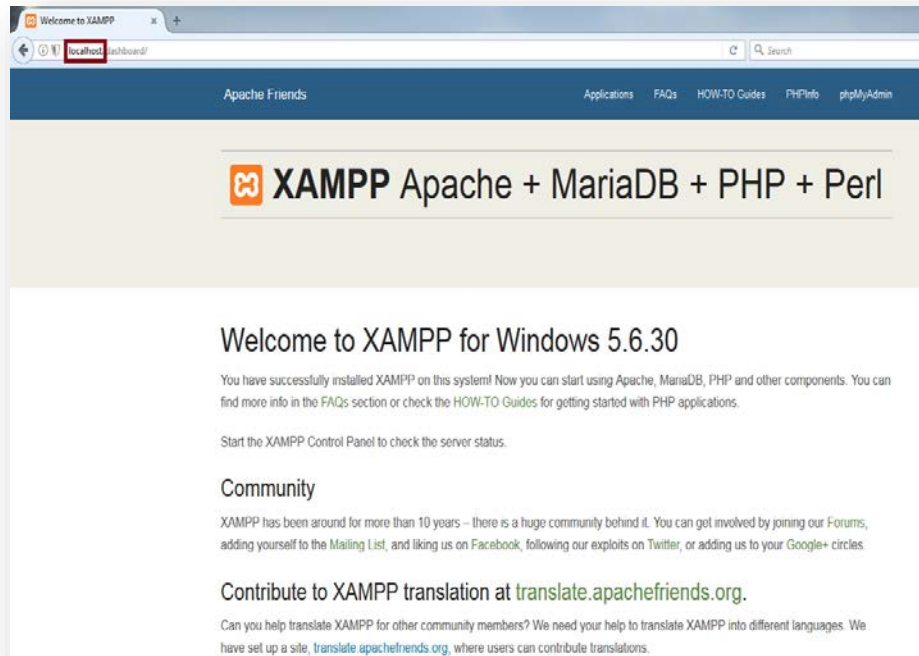 Welcome to XAMPP
localhost/dashboard/
Search
Apache Friends
Applications FAQs HOW-TO Guides PHPInfo phpMyAdmin
XAMPP Apache + MariaDB + PHP + Perl
Welcome to XAMPP for Windows 5.6.30
You have successfully installed XAMPP on this system! Now you can start using Apache, MariaDB, PHP and other components. You can
find more info in the FAQs section or check the HOW-TO Guides for getting started with PHP applications.
Start the XAMPP Control Panel to check the server status.
Community
XAMPP has been around for more than 10 years – there is a huge community behind it. You can get involved by joining our Forums,
adding yourself to the Mailing List, and liking us on Facebook, following our exploits on Twitter, or adding us to your Google+ circles.
Contribute to XAMPP translation at translate.apachefriends.org.
Can you help translate XAMPP for other community members? We need your help to translate XAMPP into different languages. We
have set up a site, translate.apachefriends.org, where users can contribute translations.